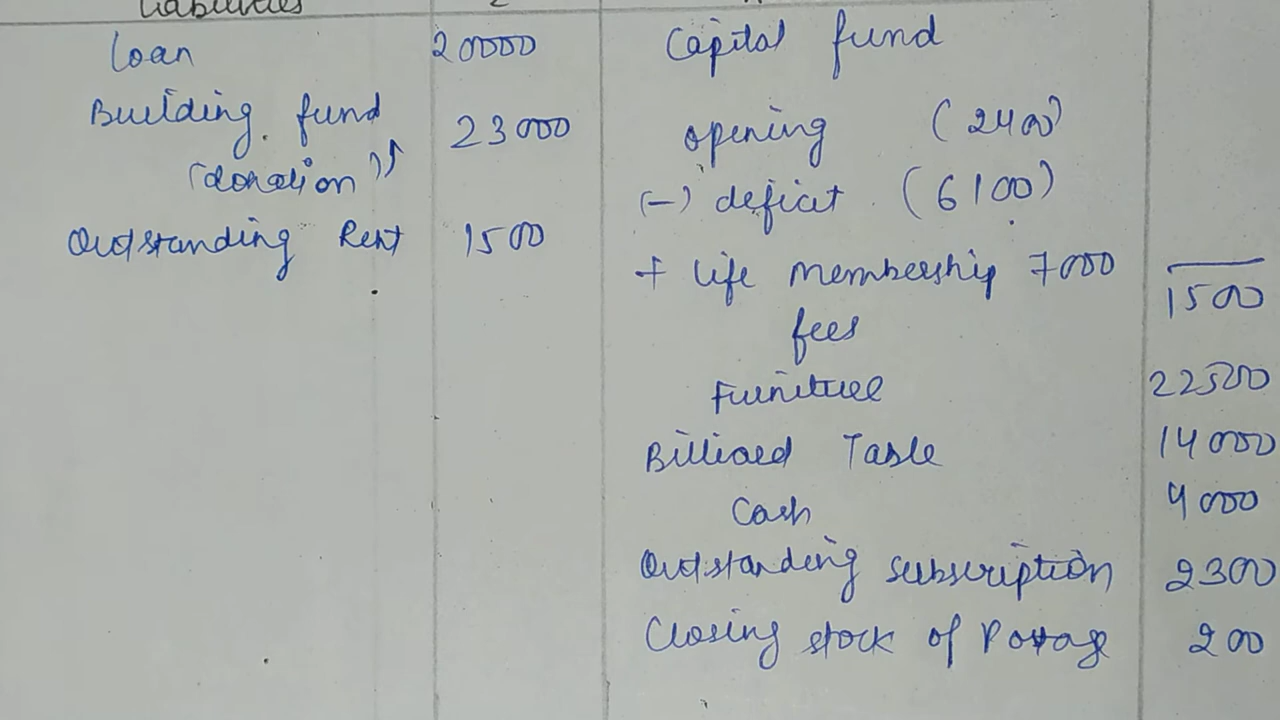 Liabilities
Loan 20000
Building fund 23000
(donation)
Outstanding Rent 1500
Capital fund
opening (2400)
(-) deficit (6100)
+ life membership 7000
fees 1500
Furniture 22500
Billiard Table 14000
Cash 4000
Outstanding subscription 2300
Closing stock of Postage 200